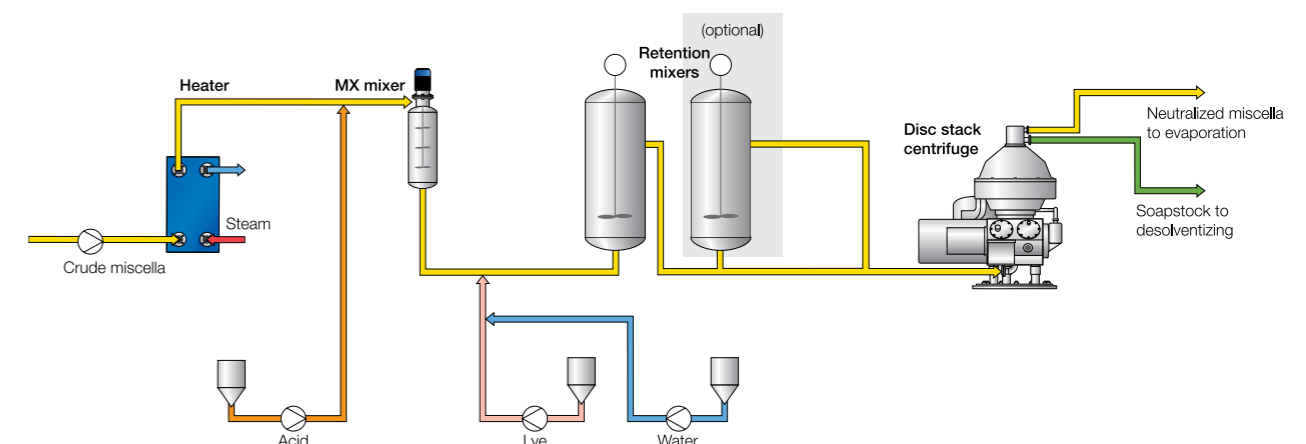 (optional)
Retention
mixers
Heater
MX mixer
Neutralized miscella
to evaporation
Disc stack
centrifuge
Steam
Soapstock to
desolventizing
Crude miscella
Acid
Lye
Water